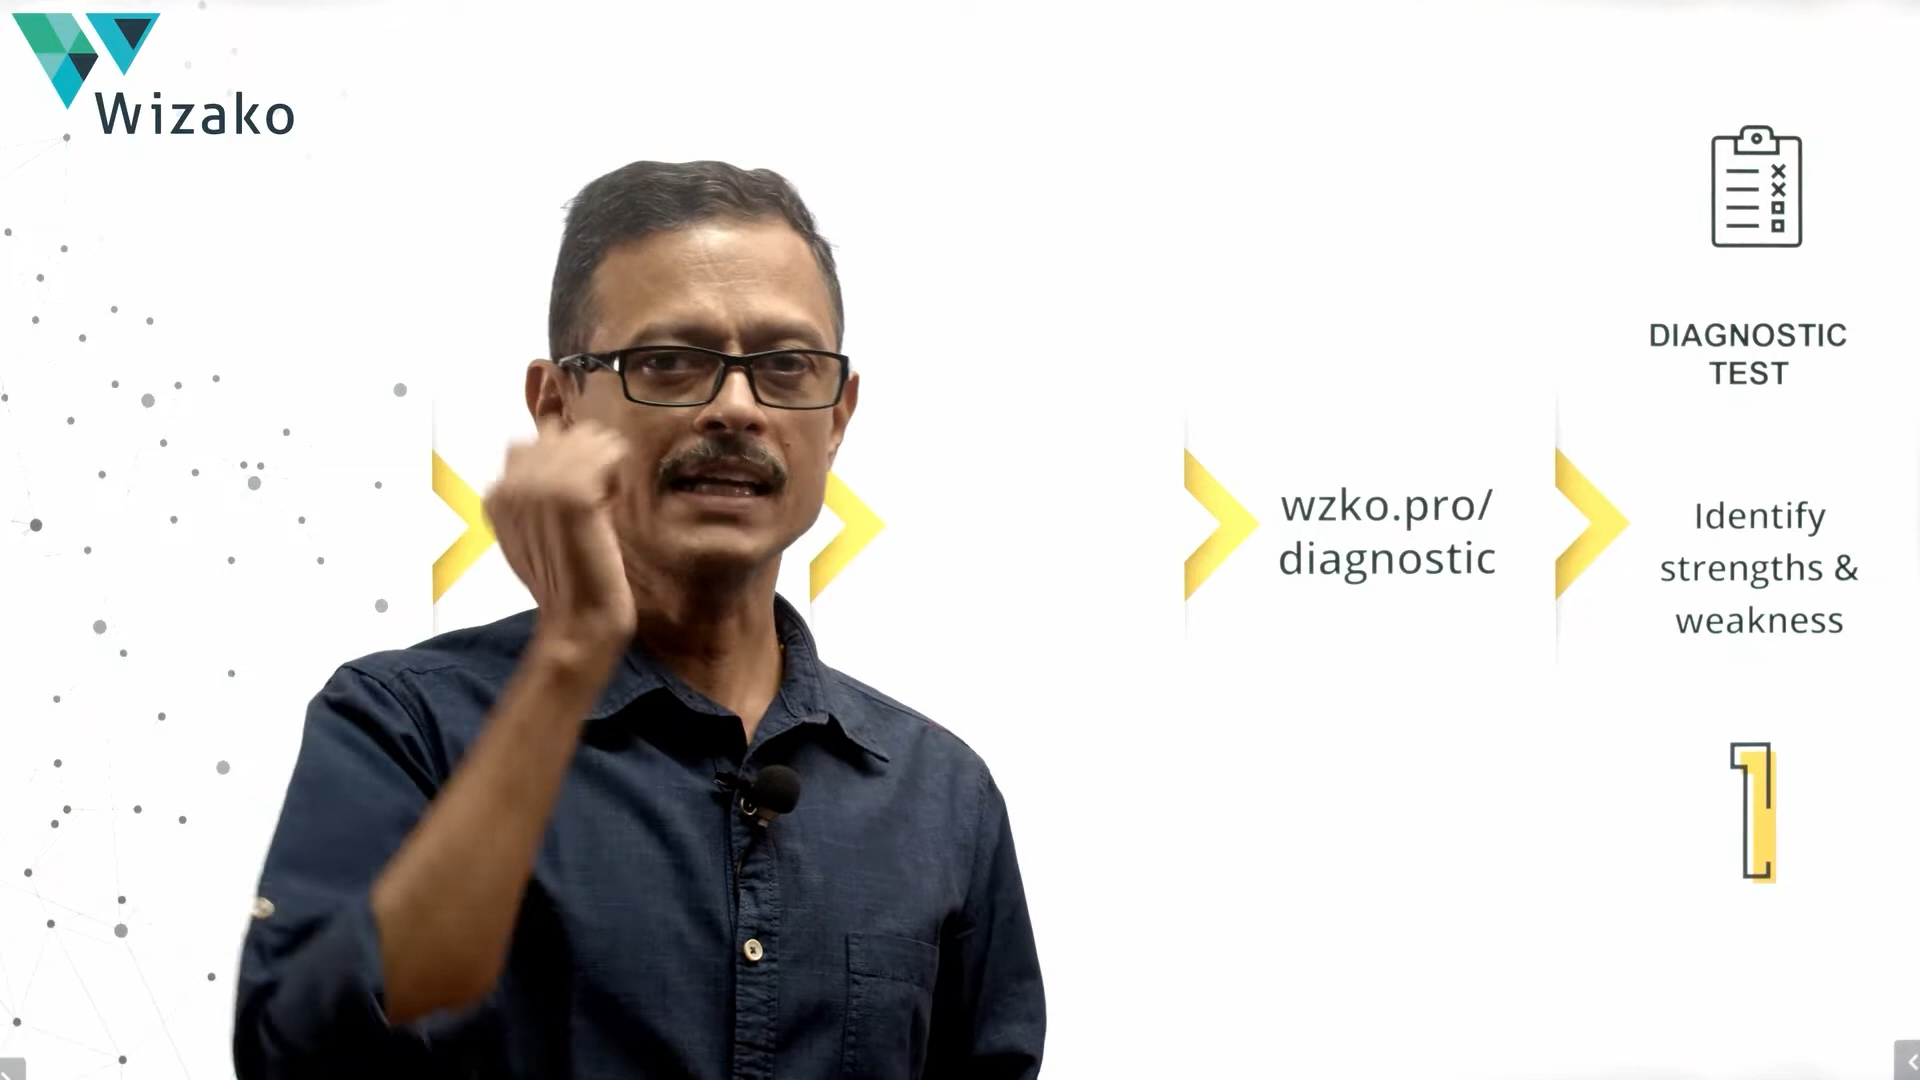 Wizako
DIAGNOSTIC
TEST
wzko.pro/
diagnostic
Identify
strengths &
weakness
1